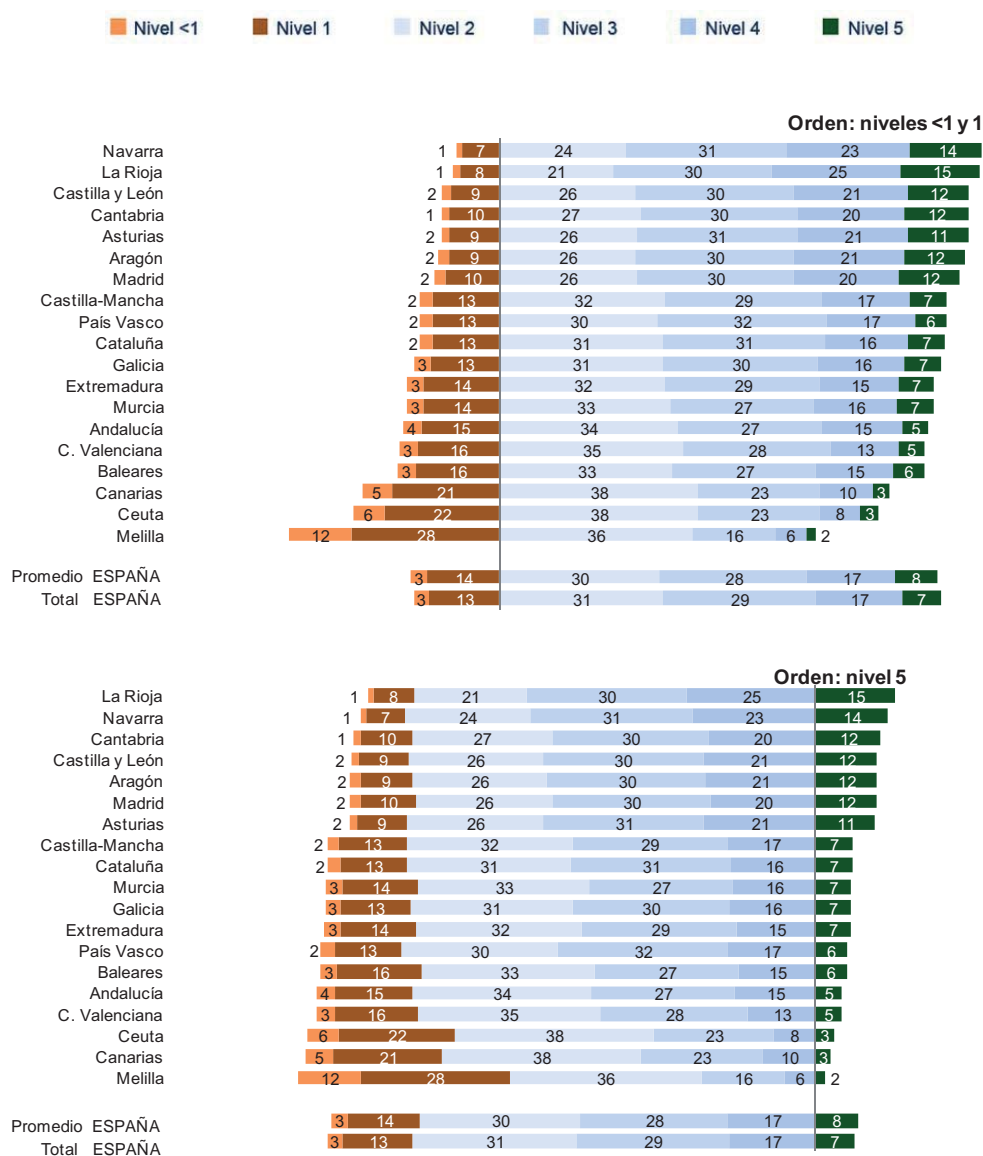 Nivel <1 Nivel 1 Nivel 2 Nivel 3 Nivel 4 Nivel 5
Orden: niveles <1 y 1
Navarra 1 7 24 31 23 14
La Rioja 1 8 21 30 25 15
Castilla y León 2 9 26 30 21 12
Cantabria 1 10 27 30 20 12
Asturias 2 9 26 31 21 11
Aragón 2 9 26 30 21 12
Madrid 2 10 26 30 20 12
Castilla-Mancha 2 13 32 29 17 7
País Vasco 2 13 30 32 17 6
Cataluña 2 13 31 31 16 7
Galicia 3 13 31 30 16 7
Extremadura 3 14 32 29 15 7
Murcia 3 14 33 27 16 7
Andalucía 4 15 34 27 15 5
C. Valenciana 3 16 35 28 13 5
Baleares 3 16 33 27 15 6
Canarias 5 21 38 23 10 3
Ceuta 6 22 38 23 8 3
Melilla 12 28 36 16 6 2
Promedio ESPAÑA 3 14 30 28 17 8
Total ESPAÑA 3 13 31 29 17 7
Orden: nivel 5
La Rioja 1 8 21 30 25 15
Navarra 1 7 24 31 23 14
Cantabria 1 10 27 30 20 12
Castilla y León 2 9 26 30 21 12
Aragón 2 9 26 30 21 12
Madrid 2 10 26 30 20 12
Asturias 2 9 26 31 21 11
Castilla-Mancha 2 13 32 29 17 7
Cataluña 2 13 31 31 16 7
Murcia 3 14 33 27 16 7
Galicia 3 13 31 30 16 7
Extremadura 3 14 32 29 15 7
País Vasco 2 13 30 32 17 6
Baleares 3 16 33 27 15 6
Andalucía 4 15 34 27 15 5
C. Valenciana 3 16 35 28 13 5
Ceuta 6 22 38 23 8 3
Canarias 5 21 38 23 10 3
Melilla 12 28 36 16 6 2
Promedio ESPAÑA 3 14 30 28 17 8
Total ESPAÑA 3 13 31 29 17 7